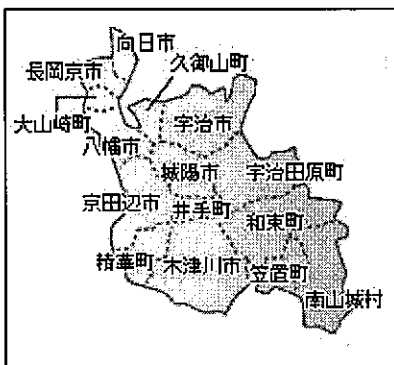 向日市
長岡京市
久御山町
大山崎町
宇治市
八幡市
城陽市
宇治田原町
京田辺市
井手町
和束町
精華町
木津川市
笠置町
南山城村